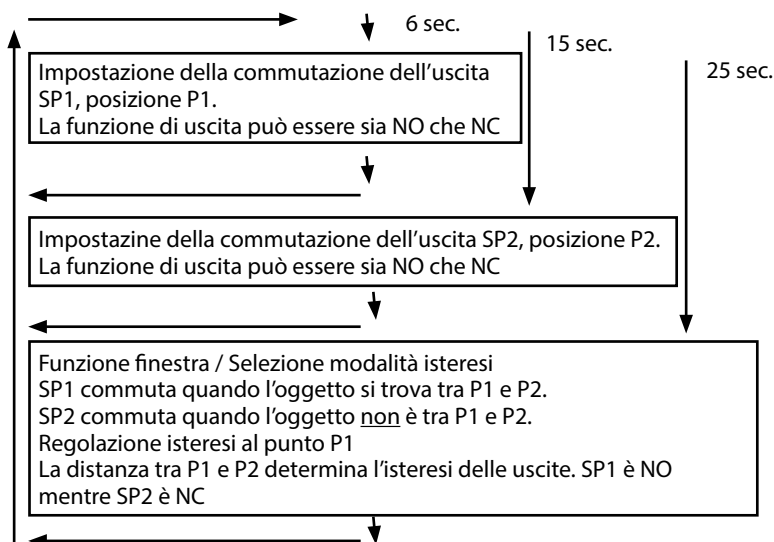 6 sec.
15 sec.
25 sec.
Impostazione della commutazione dell'uscita
SP1, posizione P1.
La funzione di uscita può essere sia NO che NC
Impostazine della commutazione dell'uscita SP2, posizione P2.
La funzione di uscita può essere sia NO che NC
Funzione finestra / Selezione modalità isteresi
SP1 commuta quando l'oggetto si trova tra P1 e P2.
SP2 commuta quando l'oggetto non è tra P1 e P2.
Regolazione isteresi al punto P1
La distanza tra P1 e P2 determina l'isteresi delle uscite. SP1 è NO
mentre SP2 è NC